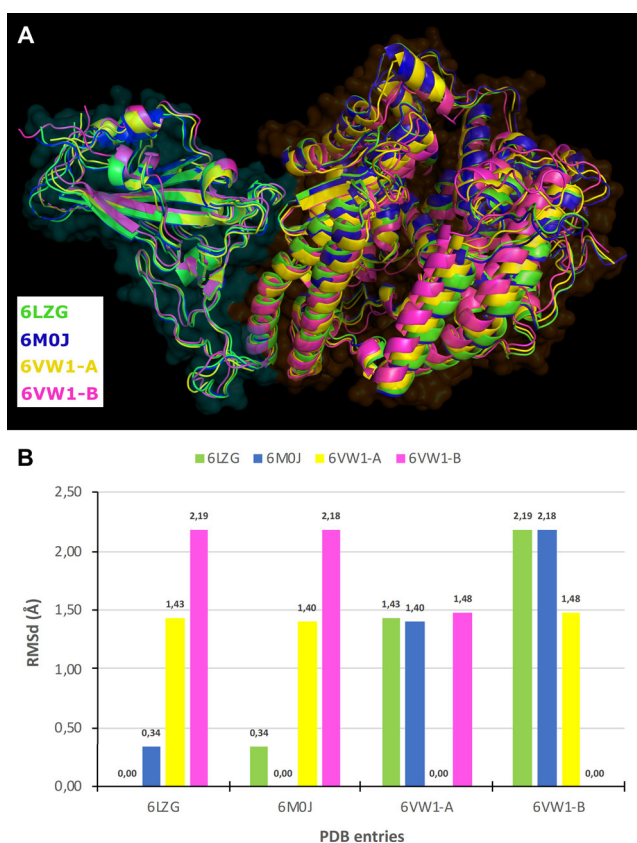 A
6LZG
6M0J
6VW1-A
6VW1-B
B
6LZG 6M0J 6VW1-A 6VW1-B
RMSd (Å)
2,50
2,00
1,50
1,00
0,50
0,00
0,00 0,34 1,43 2,19
0,34 0,00 1,40 2,18
1,43 1,40 0,00 1,48
2,19 2,18 1,48 0,00
6LZG 6M0J 6VW1-A 6VW1-B
PDB entries